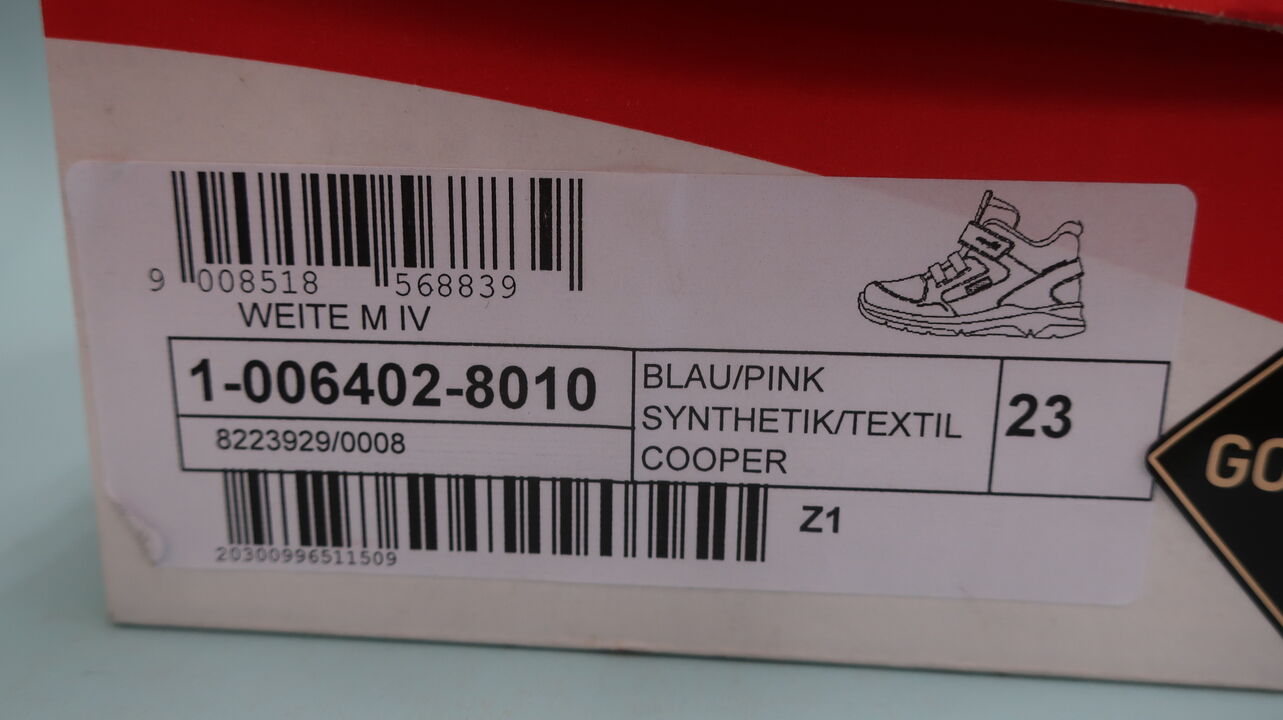 9 008518 568839
WEITE M IV
1-006402-8010
8223929/0008
BLAU/PINK
SYNTHETIK/TEXTIL
COOPER
23
20300996511509
Z1
GO